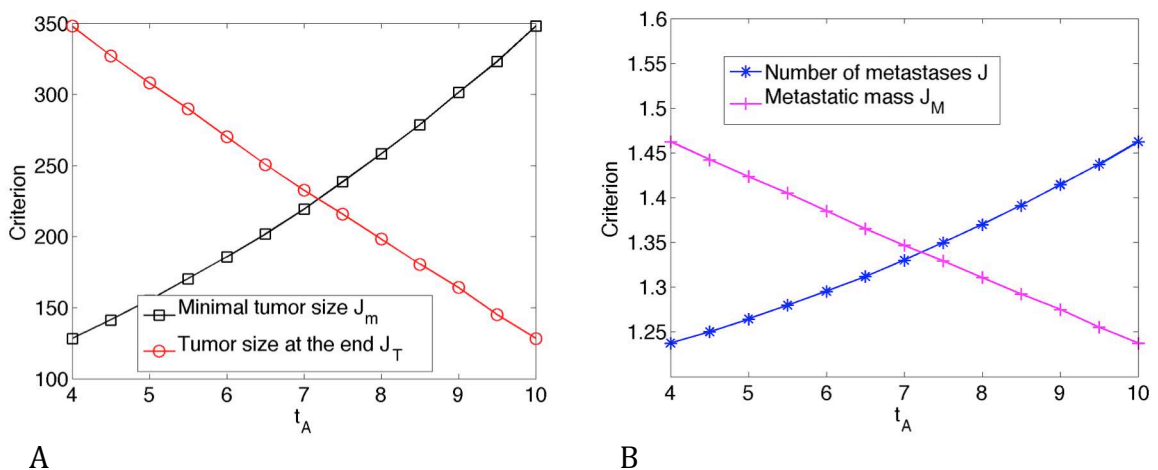 350
300
250
200
150
100
Criterion
4
5
6
7
8
9
10
t_A
Minimal tumor size J_m
Tumor size at the end J_T
A
1.6
1.55
1.5
1.45
1.4
1.35
1.3
1.25
Criterion
4
5
6
7
8
9
10
t_A
Number of metastases J
Metastatic mass J_M
B